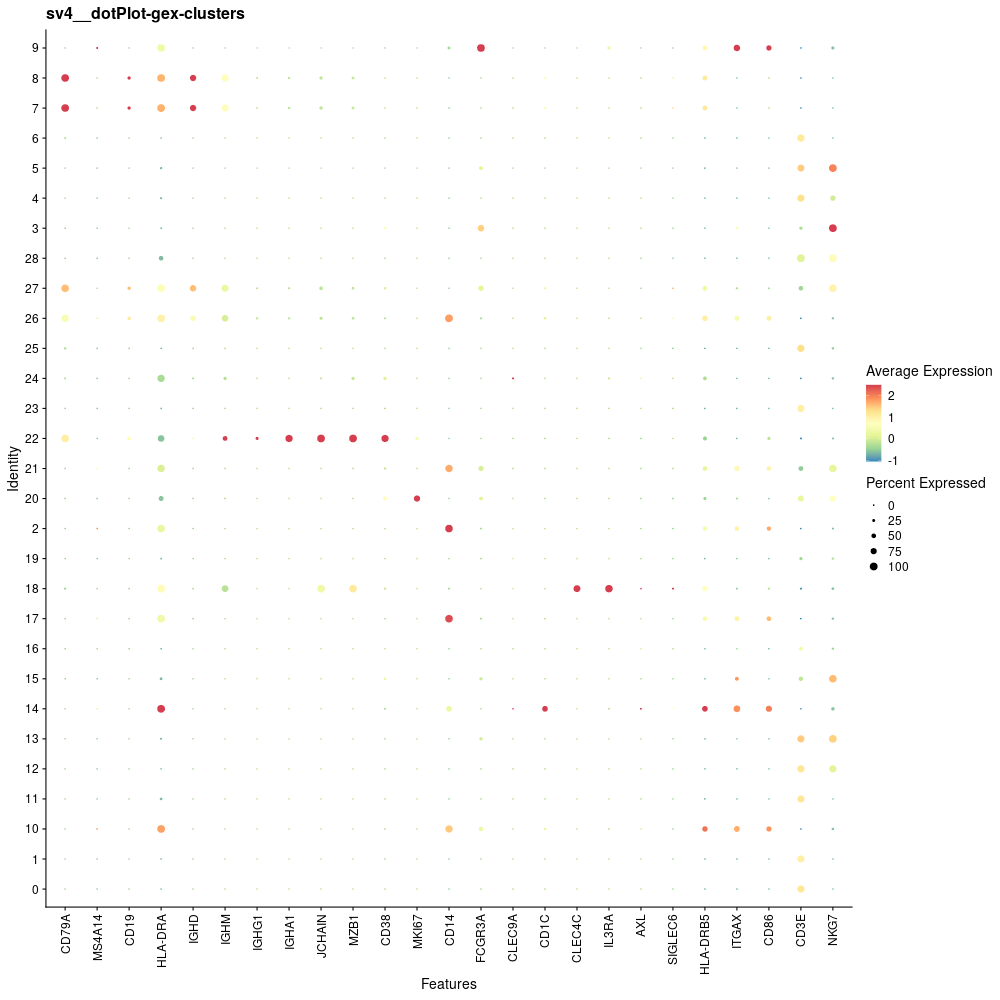 sv4__dotPlot-gex-clusters
9
8
7
6
5
4
3
28
27
26
25
24
23
22
21
20
2
19
18
17
16
15
14
13
12
11
10
1
0
Identity
CD79A
MS4A14
CD19
HLA-DRA
IGHD
IGHM
IGHG1
IGHA1
JCHAIN
MZB1
CD38
MKI67
CD14
FCGR3A
CLEC9A
CD1C
CLEC4C
IL3RA
AXL
SIGLEC6
HLA-DRB5
ITGAX
CD86
CD3E
NKG7
Features
Average Expression
2
1
0
-1
Percent Expressed
0
25
50
75
100